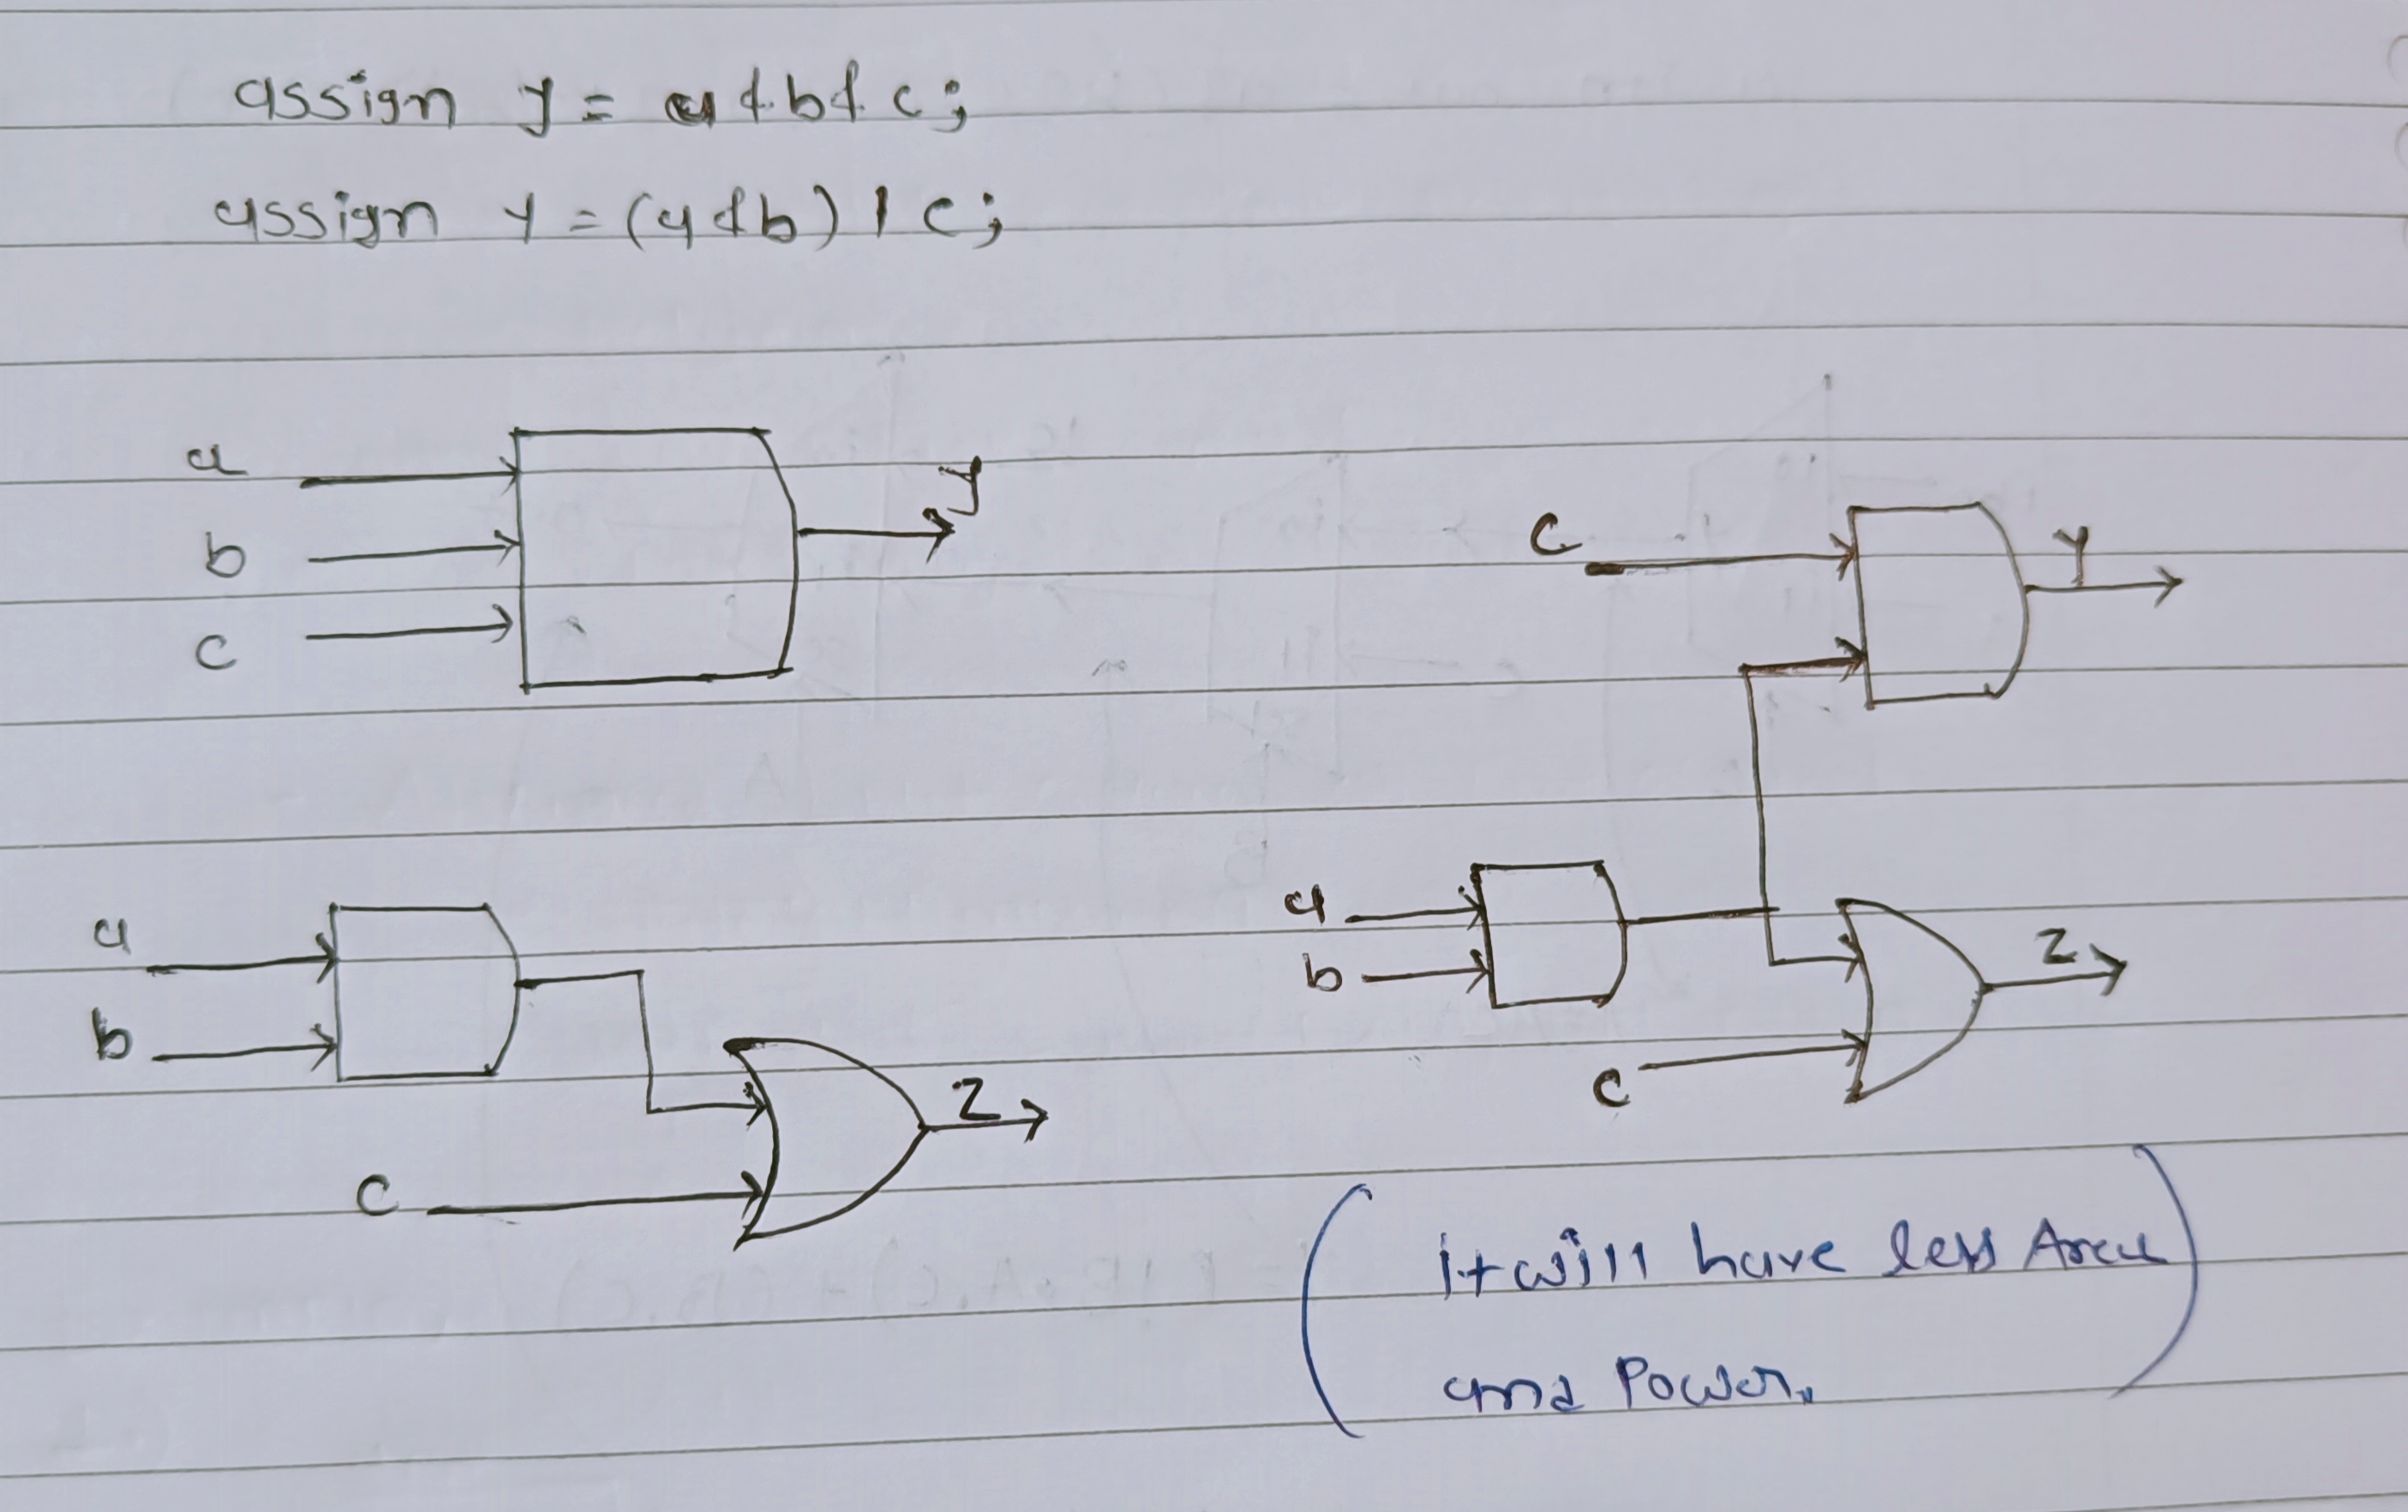 assign y = a & b & c;
assign y = (a & b) | c;
a
b
c
y
c
y
a
b
c
z
a
b
c
z
(it will have less Area
and Power.)